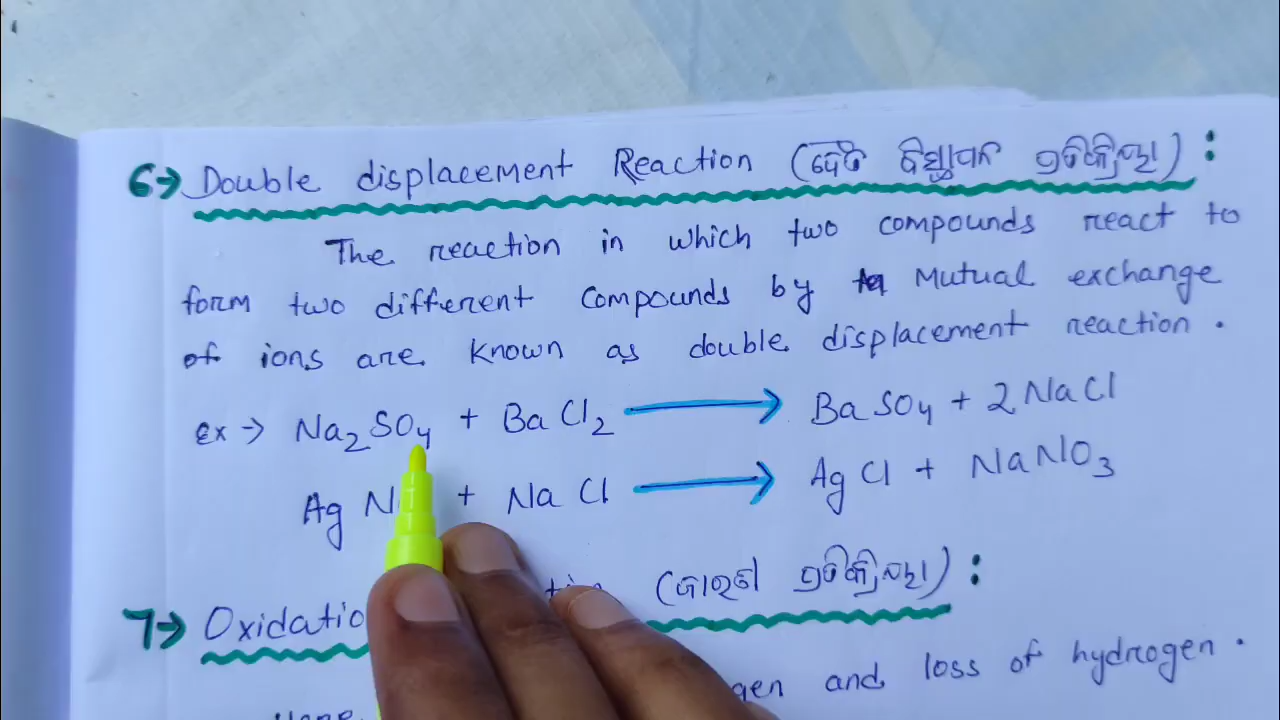 6→ Double displacement Reaction (ଦୈତ ବିସ୍ଥାପନ ପ୍ରତିକ୍ରିୟା) :
The reaction in which two compounds react to
form two different compounds by Mutual exchange
of ions are known as double displacement reaction.
Ex → Na₂SO₄ + BaCl₂ → BaSO₄ + 2NaCl
Ag + NaCl → AgCl + NaNO₃
7→ (ଜାରଣ ପ୍ରତିକ୍ରିୟା) :
and loss of hydrogen.